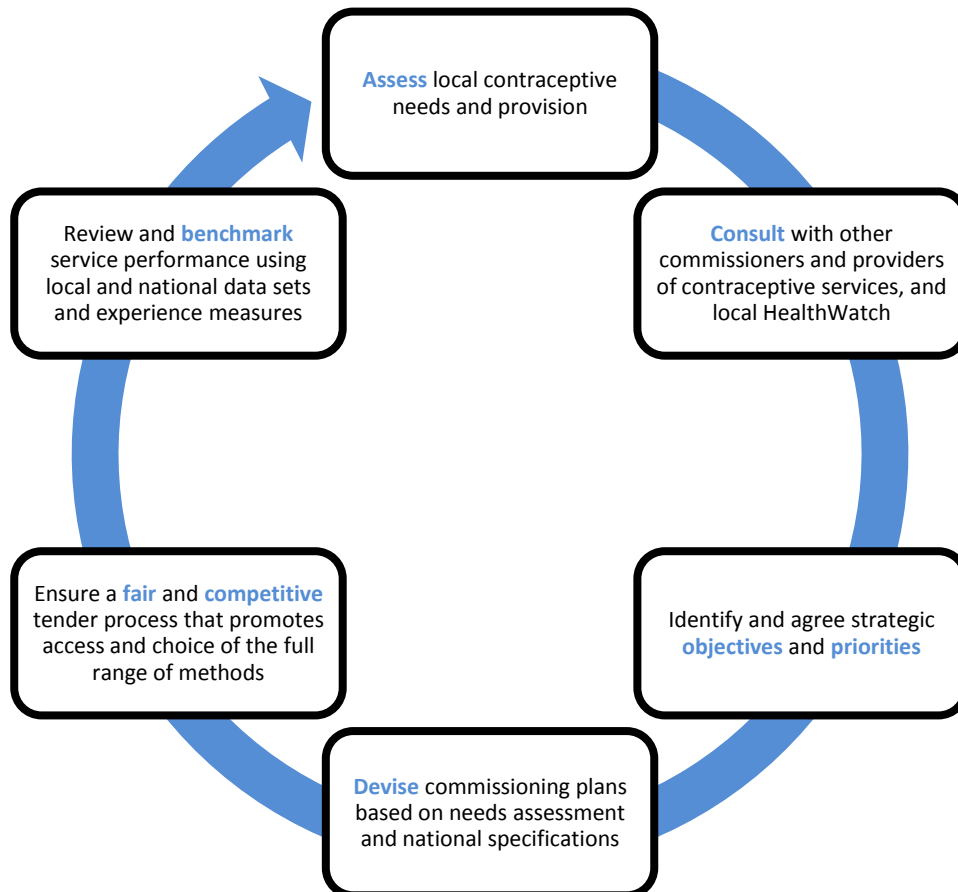 Assess local contraceptive
needs and provision
Consult with other
commissioners and providers
of contraceptive services, and
local HealthWatch
Identify and agree strategic
objectives and priorities
Devise commissioning plans
based on needs assessment
and national specifications
Ensure a fair and competitive
tender process that promotes
access and choice of the full
range of methods
Review and benchmark
service performance using
local and national data sets
and experience measures